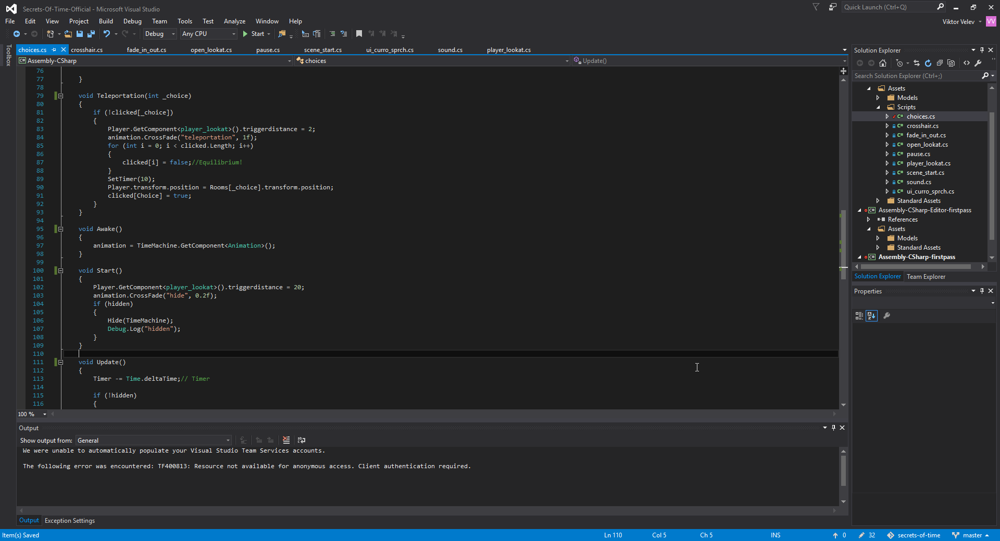 Secrets-Of-Time-Official - Microsoft Visual Studio
Quick Launch (Ctrl+Q)
File Edit View Project Build Debug Team Tools Test Analyze Window Help
Viktor Velev VV
Debug Any CPU Start
Toolbox
choices.cs crosshair.cs fade_in_out.cs open_lookat.cs pause.cs scene_start.cs ui_curro_sprch.cs sound.cs player_lookat.cs
C# Assembly-CSharp choices Update()
76
77 }
78
79 void Teleportation(int _choice)
80 {
81 if (!clicked[_choice])
82 {
83 Player.GetComponent<player_lookat>().triggerdistance = 2;
84 animation.CrossFade("teleportation", 1f);
85 for (int i = 0; i < clicked.Length; i++)
86 {
87 clicked[i] = false;//Equilibrium!
88 }
89 SetTimer(10);
90 Player.transform.position = Rooms[_choice].transform.position;
91 clicked[Choice] = true;
92 }
93 }
94
95 void Awake()
96 {
97 animation = TimeMachine.GetComponent<Animation>();
98 }
99
100 void Start()
101 {
102 Player.GetComponent<player_lookat>().triggerdistance = 20;
103 animation.CrossFade("hide", 0.2f);
104 if (hidden)
105 {
106 Hide(TimeMachine);
107 Debug.Log("hidden");
108 }
109 }
110
111 void Update()
112 {
113 Timer -= Time.deltaTime;// Timer
114
115 if (!hidden)
116 {
100 %
Output
Show output from: General
We were unable to automatically populate your Visual Studio Team Services accounts.
The following error was encountered: TF400813: Resource not available for anonymous access. Client authentication required.
Output Exception Settings
Solution Explorer
Search Solution Explorer (Ctrl+;)
Assets
Models
Scripts
C# choices.cs
C# crosshair.cs
C# fade_in_out.cs
C# open_lookat.cs
C# pause.cs
C# player_lookat.cs
C# scene_start.cs
C# sound.cs
C# ui_curro_sprch.cs
Standard Assets
C# Assembly-CSharp-Editor-firstpass
References
Assets
Models
Standard Assets
C# Assembly-CSharp-firstpass
Solution Explorer Team Explorer
Properties
Item(s) Saved Ln 110 Col 5 Ch 5 INS 0 32 secrets-of-time master